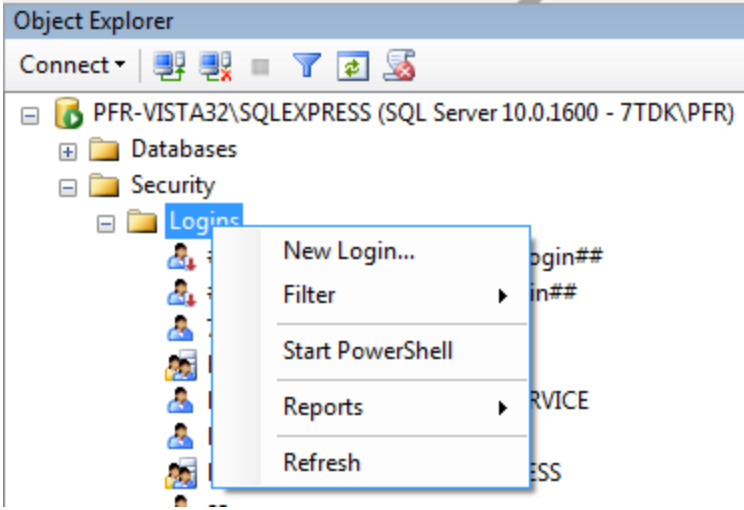 Object Explorer
Connect
PFR-VISTA32\SQLEXPRESS (SQL Server 10.0.1600 - 7TDK\PFR)
Databases
Security
Logins
New Login...
Filter
Start PowerShell
Reports
Refresh
ogin##
in##
RVICE
ESS